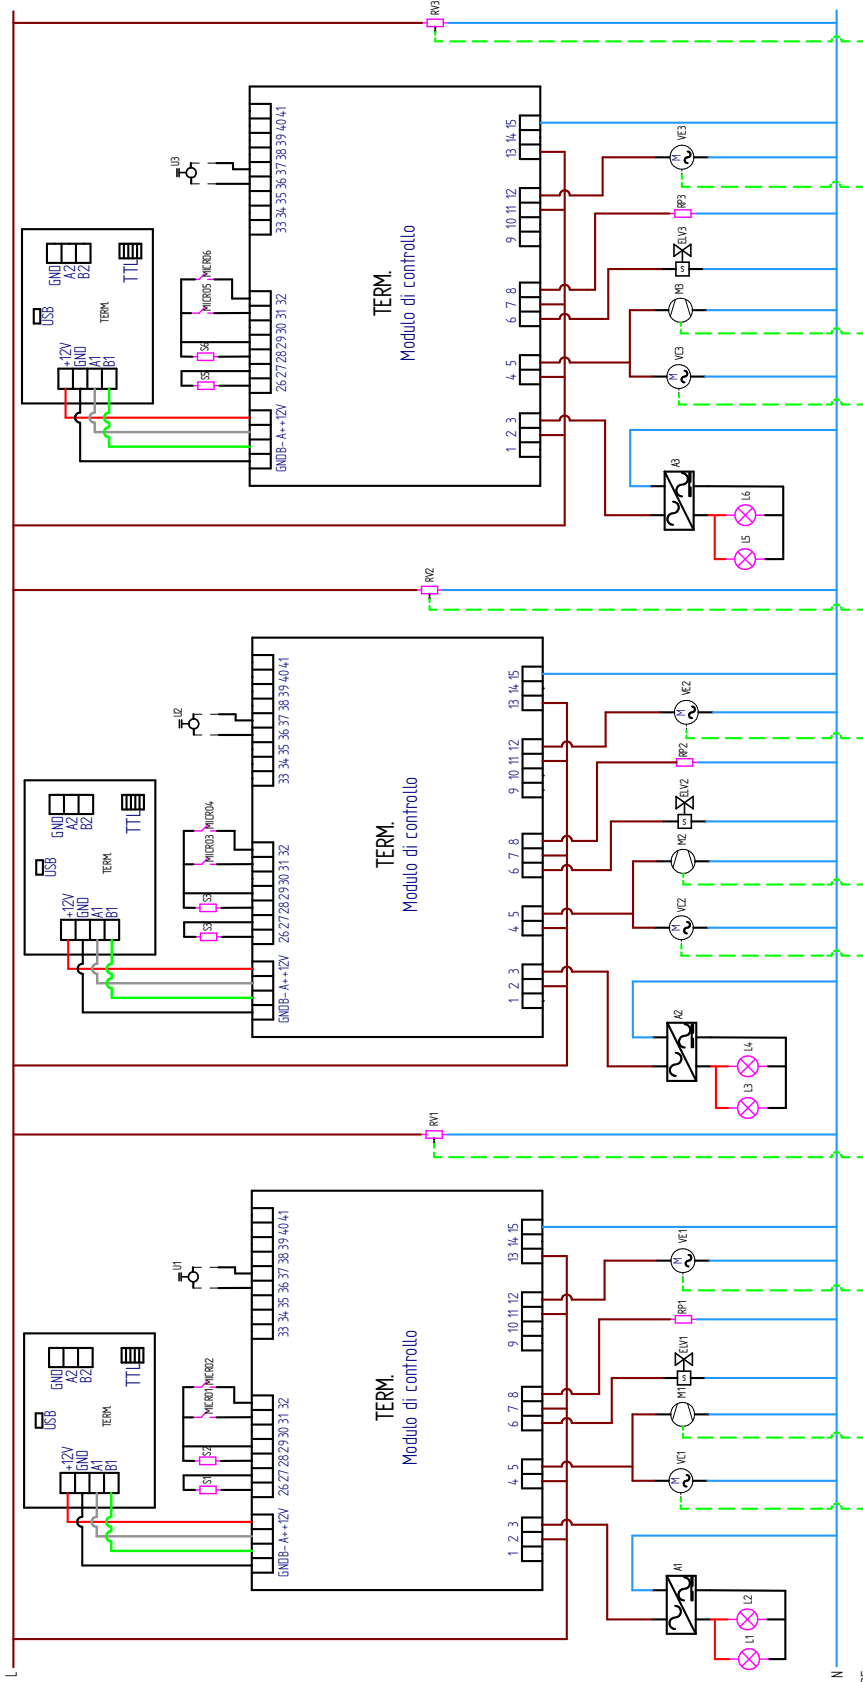 RV3
U3
33 34 35 36 37 38 39 40 41
13 14 15
9 10 11 12
6 7 8
4 5
1 2 3
TERM.
Modulo di controllo
GND
A2
B2
TTL
USB
TERM.
+12V
GND
A1
B1
S5
S6
MICRO5
MICRO6
26 27 28 29 30 31 32
GND B- A+ +12V
VE3
RP3
ELV3
S
M3
VC3
M
M
A3
L5
L6
RV2
U2
33 34 35 36 37 38 39 40 41
13 14 15
9 10 11 12
6 7 8
4 5
1 2 3
TERM.
Modulo di controllo
GND
A2
B2
TTL
USB
TERM.
+12V
GND
A1
B1
S3
S3
MICRO3
MICRO4
26 27 28 29 30 31 32
GND B- A+ +12V
VE2
RP2
ELV2
S
M2
VC2
M
M
A2
L3
L4
RV1
U1
33 34 35 36 37 38 39 40 41
13 14 15
9 10 11 12
6 7 8
4 5
1 2 3
TERM.
Modulo di controllo
GND
A2
B2
TTL
USB
TERM.
+12V
GND
A1
B1
S1
S2
MICRO1
MICRO2
26 27 28 29 30 31 32
GND B- A+ +12V
VE1
RP1
ELV1
S
M1
VC1
M
M
A1
L1
L2
L
N